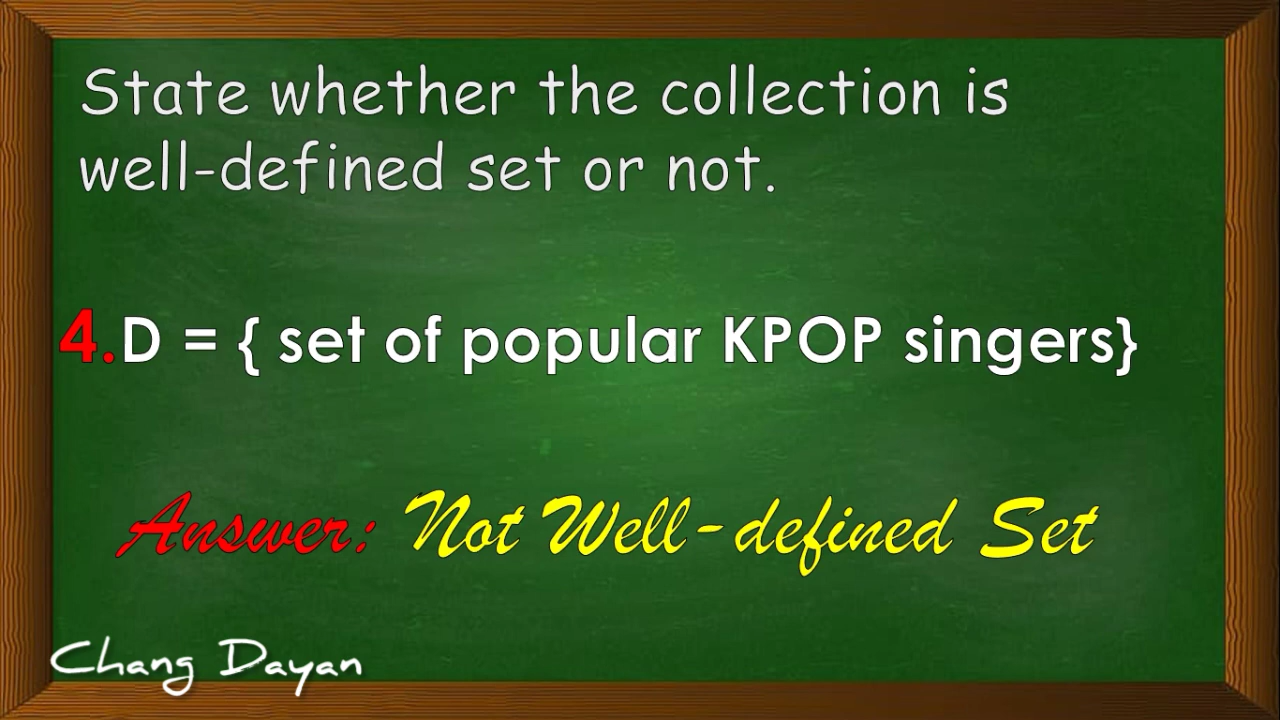 State whether the collection is
well-defined set or not.
4.D = { set of popular KPOP singers}
Answer: Not Well-defined Set
Chang Dayan